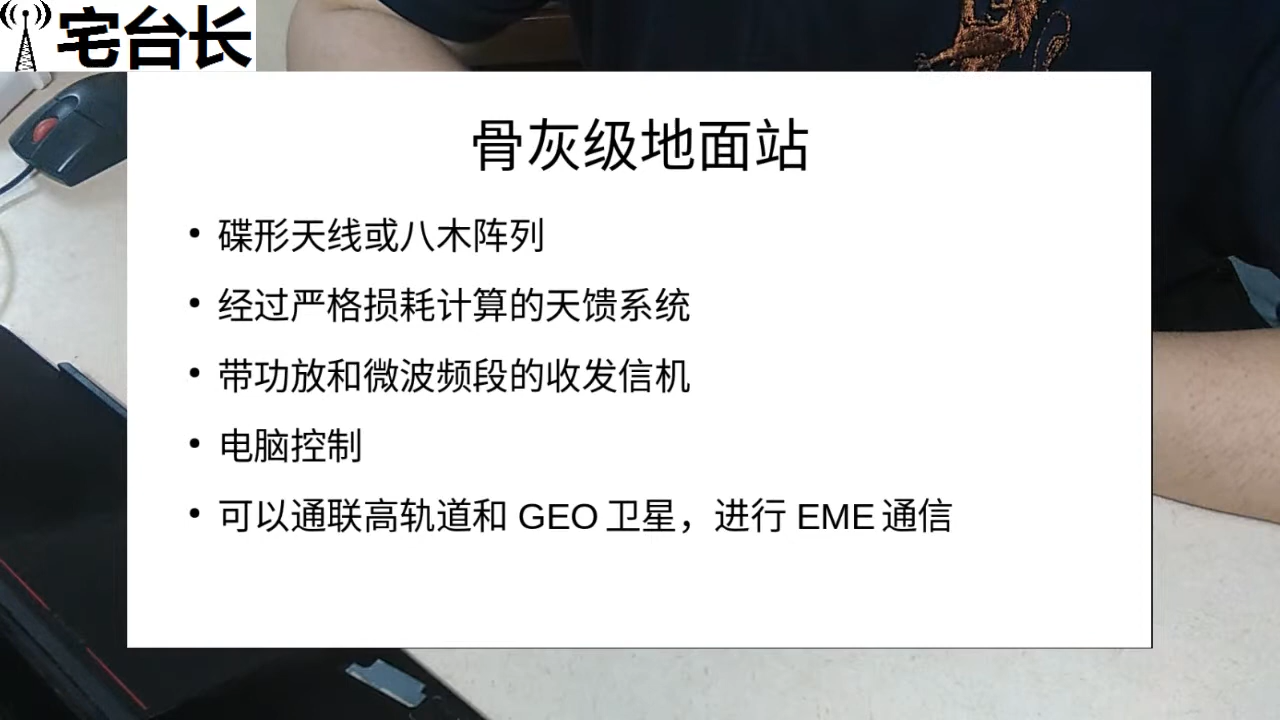 宅台长
骨灰级地面站
• 碟形天线或八木阵列
• 经过严格损耗计算的天馈系统
• 带功放和微波频段的收发信机
• 电脑控制
• 可以通联高轨道和 GEO 卫星，进行 EME 通信